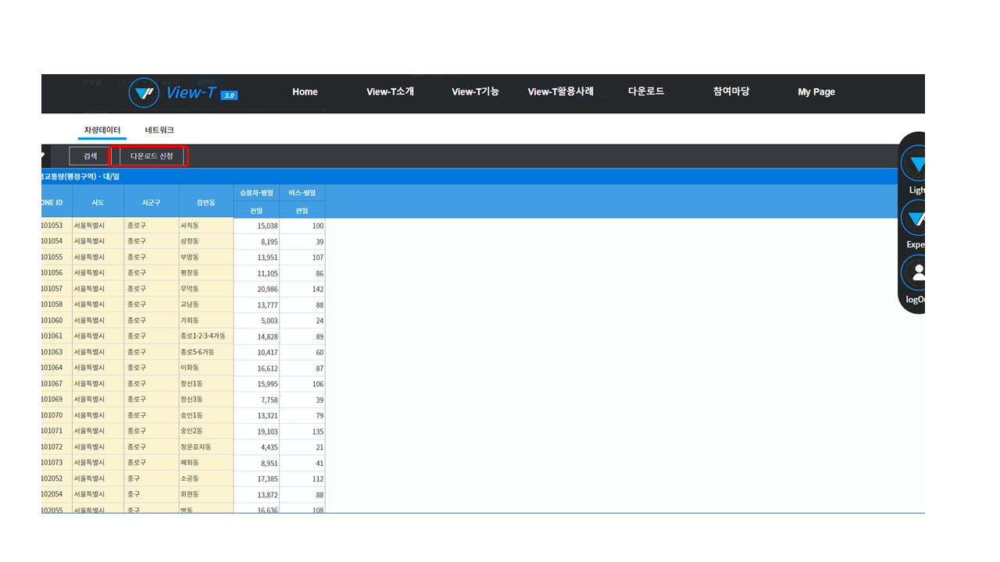 View-T 3.0 Home View-T소개 View-T기능 View-T활용사례 다운로드 참여마당 My Page
차량데이터 네트워크
검색 다운로드 신청
교통량(행정구역) - 대/일
ONE ID 시도 시군구 읍면동 승용차-평일 버스-평일
전일 전일
101053 서울특별시 종로구 사직동 15,038 100
101054 서울특별시 종로구 삼청동 8,195 39
101055 서울특별시 종로구 부암동 13,951 107
101056 서울특별시 종로구 평창동 11,105 86
101057 서울특별시 종로구 무악동 20,986 142
101058 서울특별시 종로구 교남동 13,777 88
101060 서울특별시 종로구 가회동 5,003 24
101061 서울특별시 종로구 종로1·2·3·4가동 14,828 89
101063 서울특별시 종로구 종로5·6가동 10,417 60
101064 서울특별시 종로구 이화동 16,612 87
101067 서울특별시 종로구 창신1동 15,995 106
101069 서울특별시 종로구 창신3동 7,758 39
101070 서울특별시 종로구 숭인1동 13,321 79
101071 서울특별시 종로구 숭인2동 19,103 135
101072 서울특별시 종로구 청운효자동 4,435 21
101073 서울특별시 종로구 혜화동 8,951 41
102052 서울특별시 중구 소공동 17,385 112
102054 서울특별시 중구 회현동 13,872 88
102055 서울특별시 중구 명동 16,636 108
Ligh
Expe
logOu